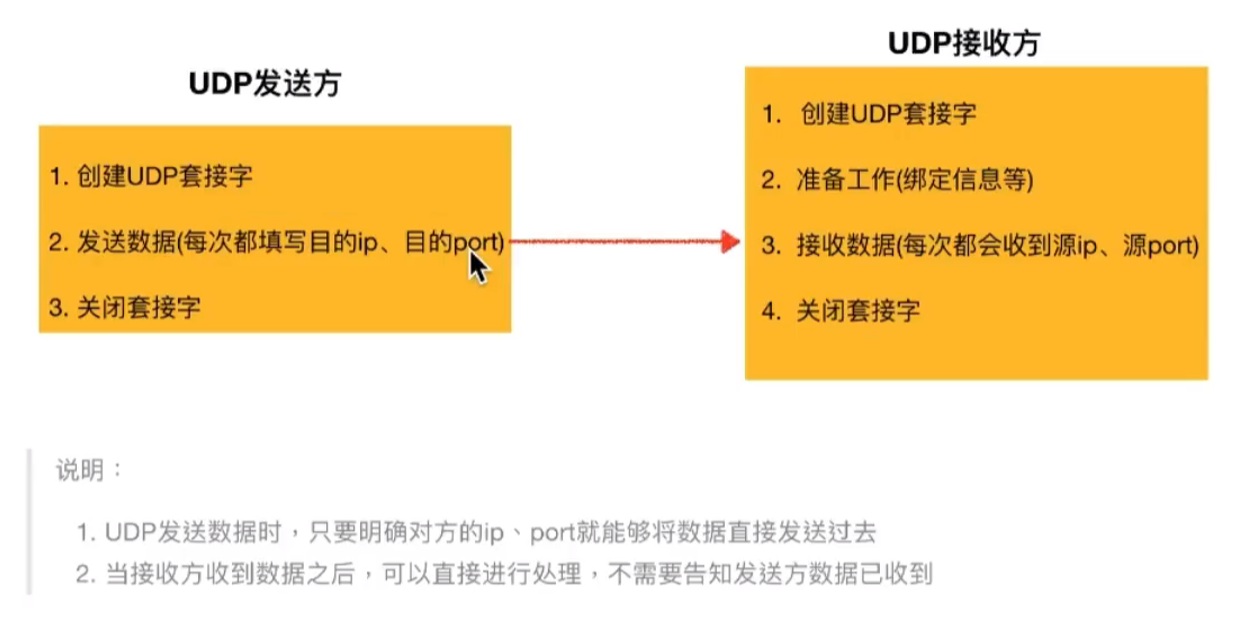 UDP发送方
1. 创建UDP套接字
2. 发送数据(每次都填写目的ip、目的port)
3. 关闭套接字
UDP接收方
1. 创建UDP套接字
2. 准备工作(绑定信息等)
3. 接收数据(每次都会收到源ip、源port)
4. 关闭套接字
说明：
1. UDP发送数据时，只要明确对方的ip、port就能够将数据直接发送过去
2. 当接收方收到数据之后，可以直接进行处理，不需要告知发送方数据已收到